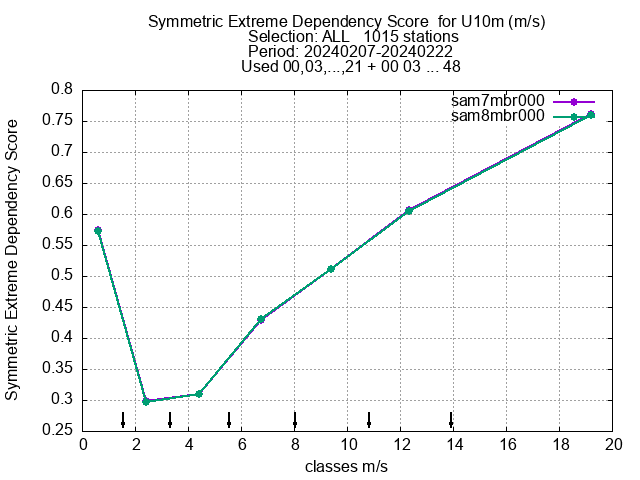 Symmetric Extreme Dependency Score  for U10m (m/s)
Selection: ALL   1015 stations
Period: 20240207-20240222
Used 00,03,...,21 + 00 03 ... 48
sam7mbr000
sam8mbr000
Symmetric Extreme Dependency Score
0.8
0.75
0.7
0.65
0.6
0.55
0.5
0.45
0.4
0.35
0.3
0.25
0 2 4 6 8 10 12 14 16 18 20
classes m/s